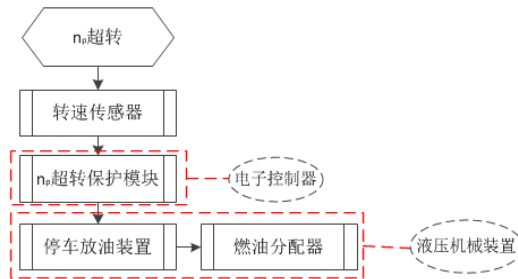 nₚ超转
转速传感器
nₚ超转保护模块
电子控制器
停车放油装置
燃油分配器
液压机械装置